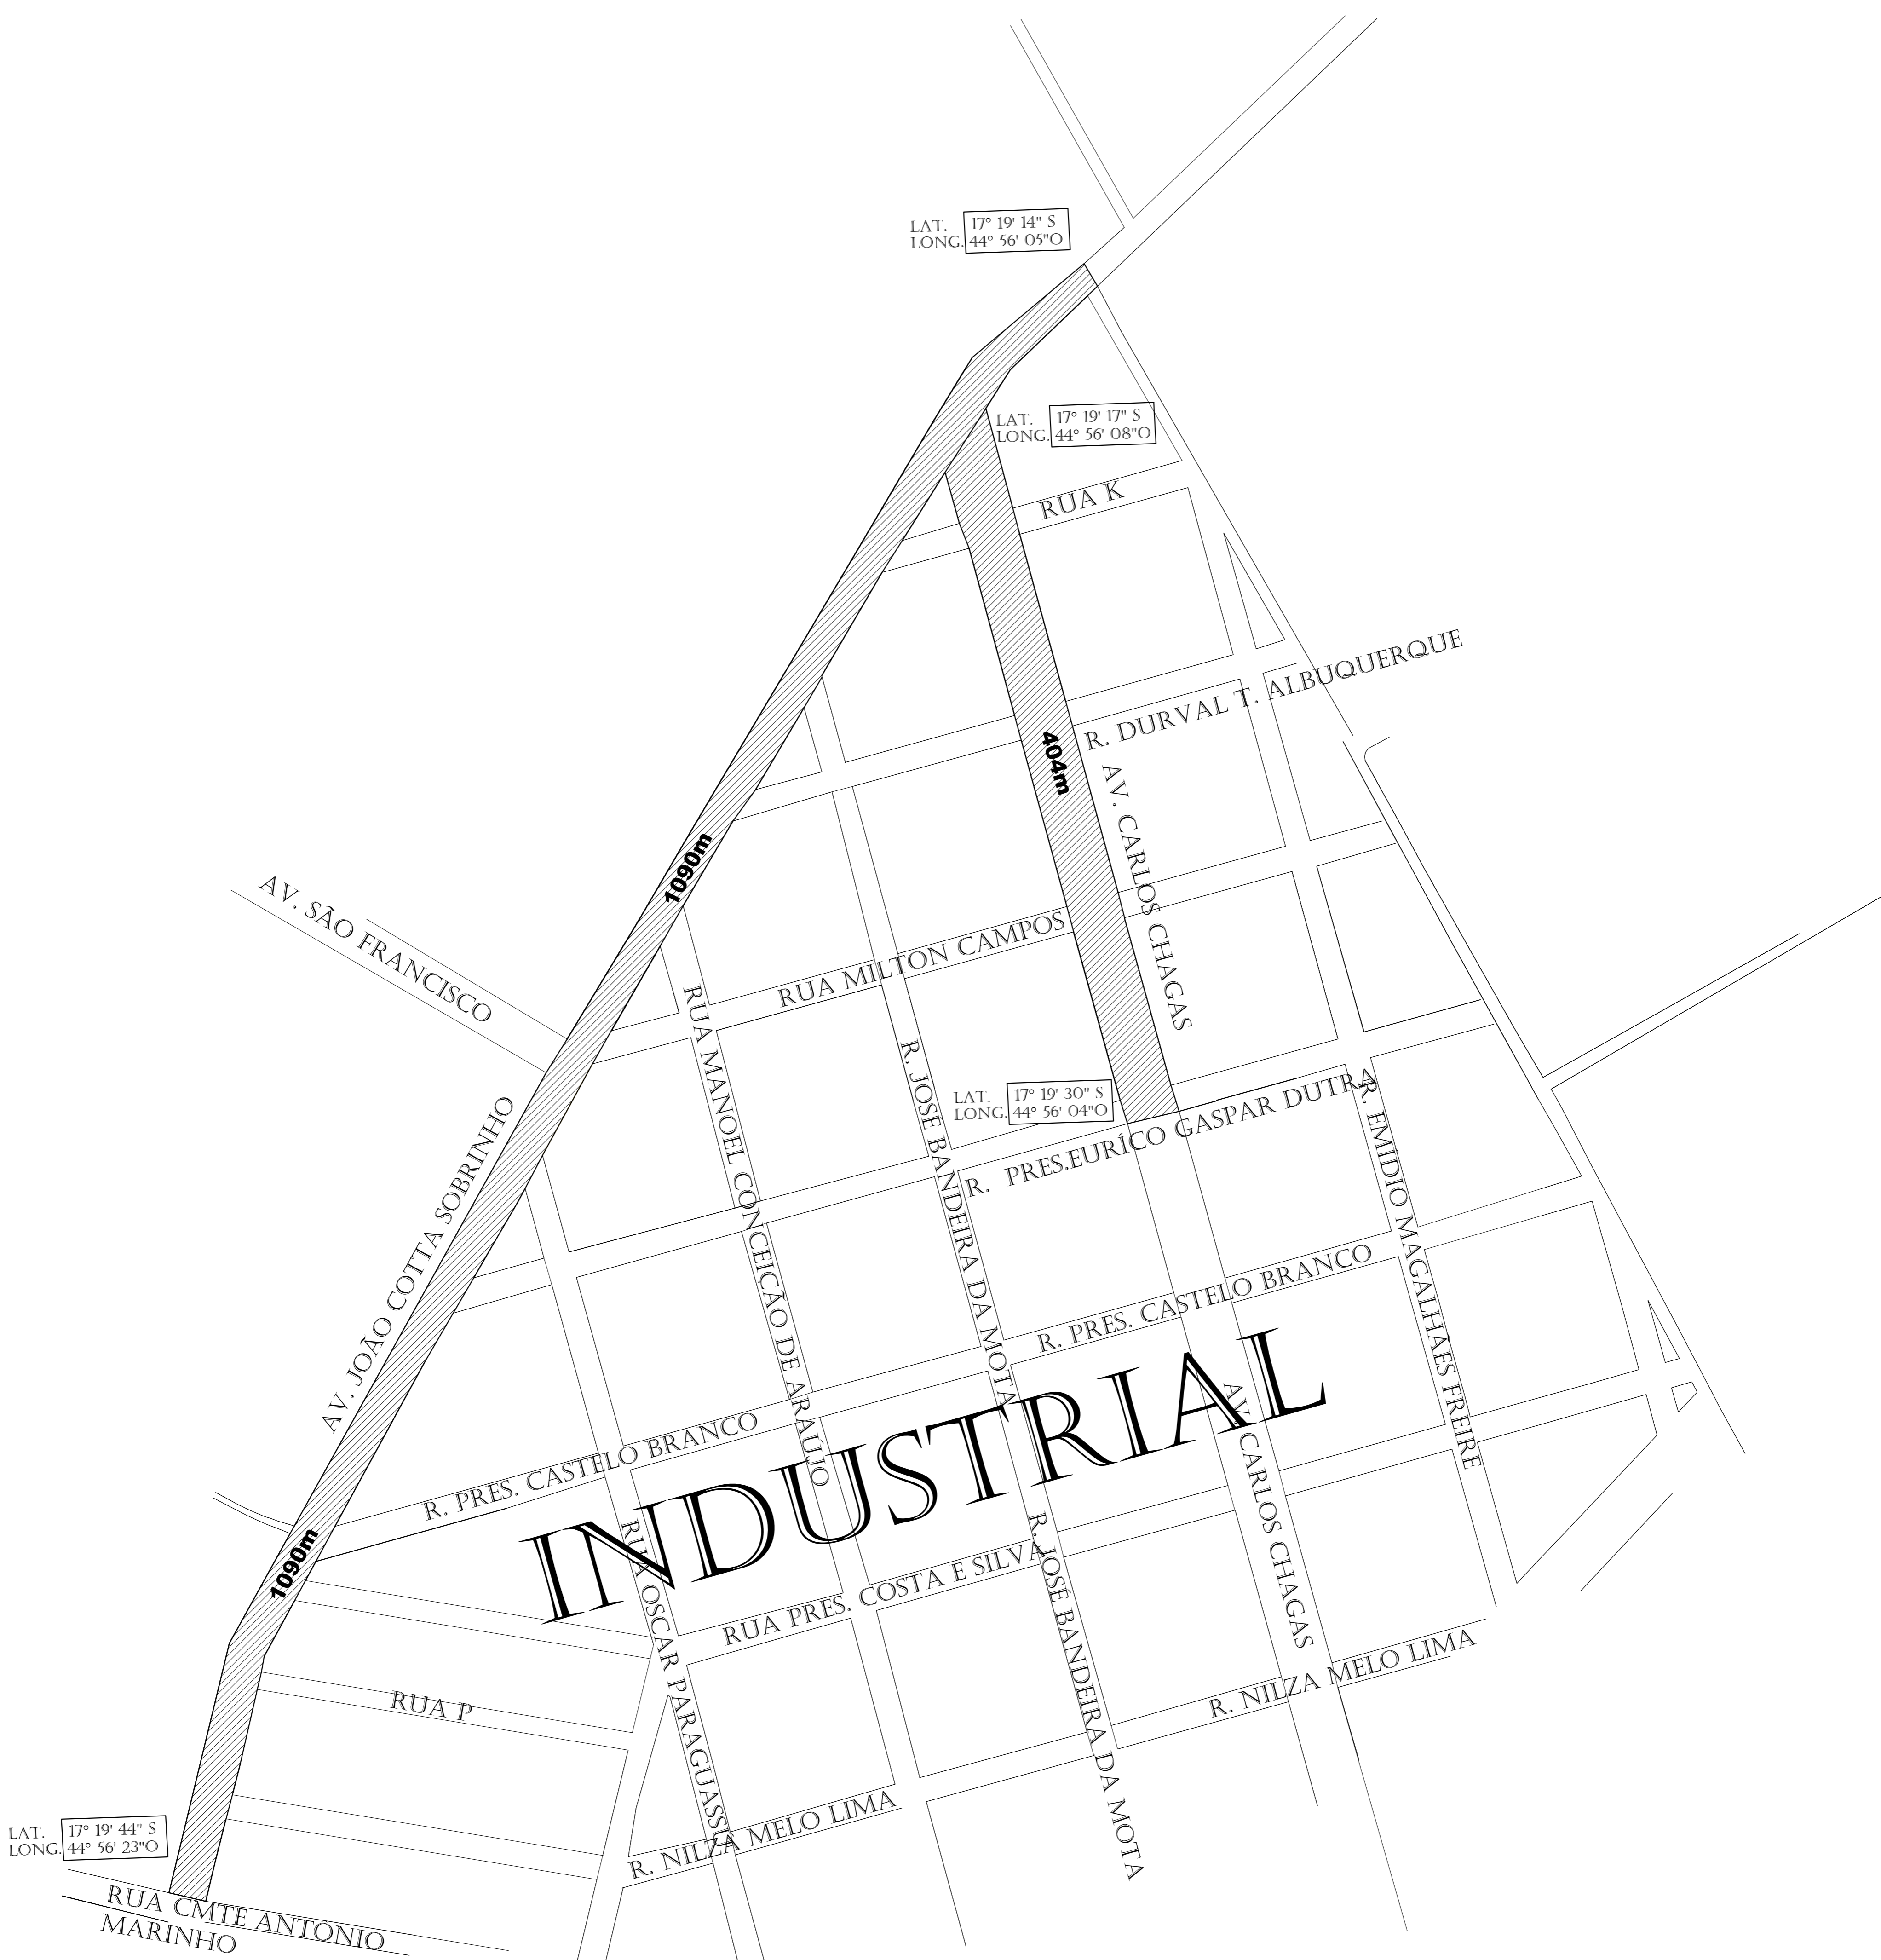 LAT. 17° 19' 14" S
LONG. 44° 56' 05"O
LAT. 17° 19' 17" S
LONG. 44° 56' 08"O
RUA K
R. DURVAL T. ALBUQUERQUE
404m
AV. CARLOS CHAGAS
1090m
AV. SÃO FRANCISCO
RUA MILTON CAMPOS
RUA MANOEL CONCEIÇÃO DE ARAÚJO
R. JOSÉ BANDEIRA DA MOTA
LAT. 17° 19' 30" S
LONG. 44° 56' 04"O
R. PRES.EURÍCO GASPAR DUTRA
R. EMÍDIO MAGALHÃES FREIRE
AV. JOÃO COTTA SOBRINHO
R. PRES. CASTELO BRANCO
R. PRES. CASTELO BRANCO
INDUSTRIAL
AV. CARLOS CHAGAS
1090m
RUA OSCAR PARAGUASSÚ
R. JOSÉ BANDEIRA DA MOTA
RUA PRES. COSTA E SILVA
R. NILZA MELO LIMA
RUA P
R. NILZA MELO LIMA
LAT. 17° 19' 44" S
LONG. 44° 56' 23"O
RUA CMTE ANTÔNIO
MARINHO